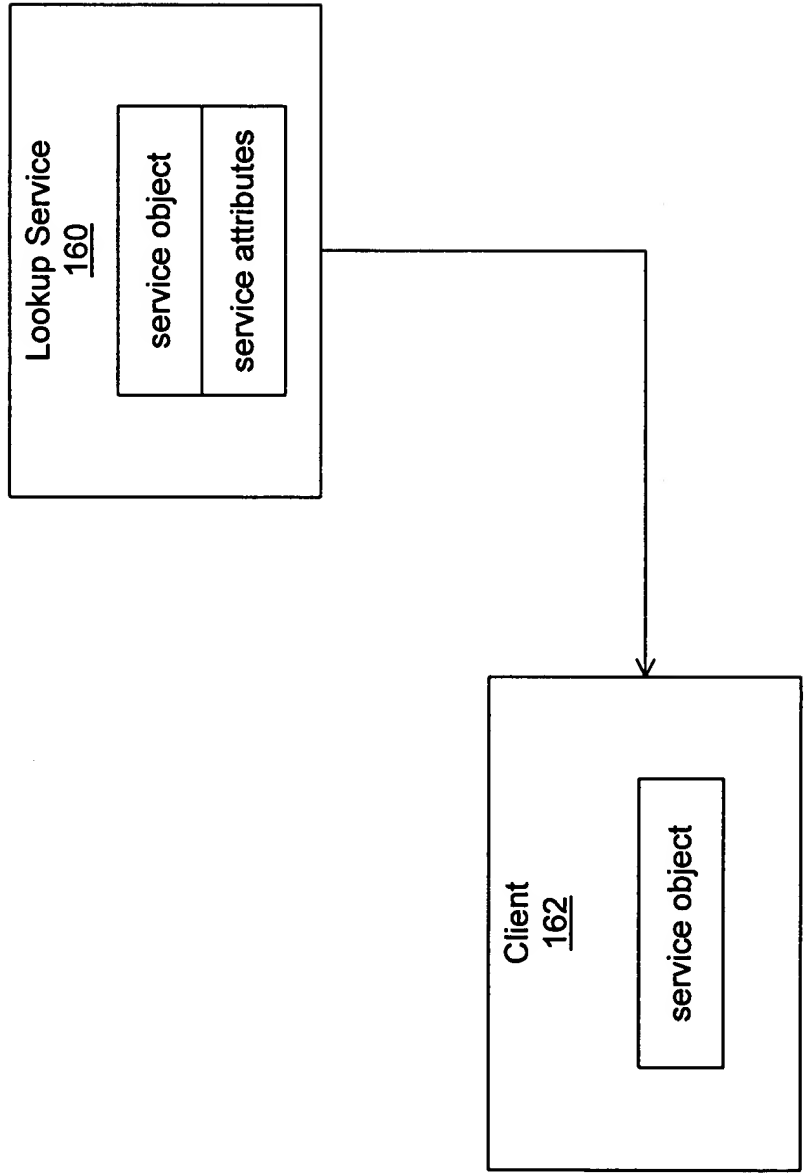 Lookup Service
160
service object
service attributes
Client
162
service object